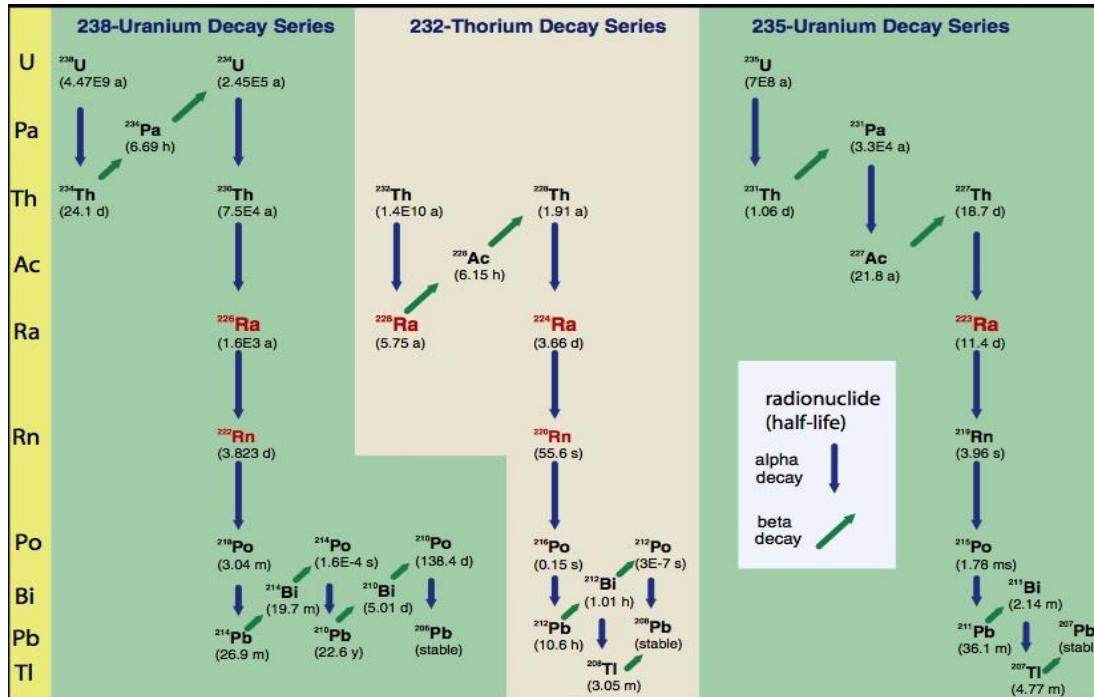 238-Uranium Decay Series
232-Thorium Decay Series
235-Uranium Decay Series
U
Pa
Th
Ac
Ra
Rn
Po
Bi
Pb
Tl
²³⁸U
(4.47E9 a)
²³⁴U
(2.45E5 a)
²³⁴Pa
(6.69 h)
²³⁴Th
(24.1 d)
²³⁰Th
(7.5E4 a)
²²⁶Ra
(1.6E3 a)
²²²Rn
(3.823 d)
²¹⁸Po
(3.04 m)
²¹⁴Po
(1.6E-4 s)
²¹⁰Po
(138.4 d)
²¹⁴Bi
(19.7 m)
²¹⁰Bi
(5.01 d)
²¹⁴Pb
(26.9 m)
²¹⁰Pb
(22.6 y)
²⁰⁶Pb
(stable)
²³²Th
(1.4E10 a)
²²⁸Th
(1.91 a)
²²⁸Ac
(6.15 h)
²²⁸Ra
(5.75 a)
²²⁴Ra
(3.66 d)
²²⁰Rn
(55.6 s)
²¹⁶Po
(0.15 s)
²¹²Po
(3E-7 s)
²¹²Bi
(1.01 h)
²¹²Pb
(10.6 h)
²⁰⁸Pb
(stable)
²⁰⁸Tl
(3.05 m)
²³⁵U
(7E8 a)
²³¹Pa
(3.3E4 a)
²³¹Th
(1.06 d)
²²⁷Th
(18.7 d)
²²⁷Ac
(21.8 a)
²²³Ra
(11.4 d)
²¹⁹Rn
(3.96 s)
²¹⁵Po
(1.78 ms)
²¹¹Bi
(2.14 m)
²¹¹Pb
(36.1 m)
²⁰⁷Pb
(stable
²⁰⁷Tl
(4.77 m)
radionuclide
(half-life)
alpha
decay
beta
decay